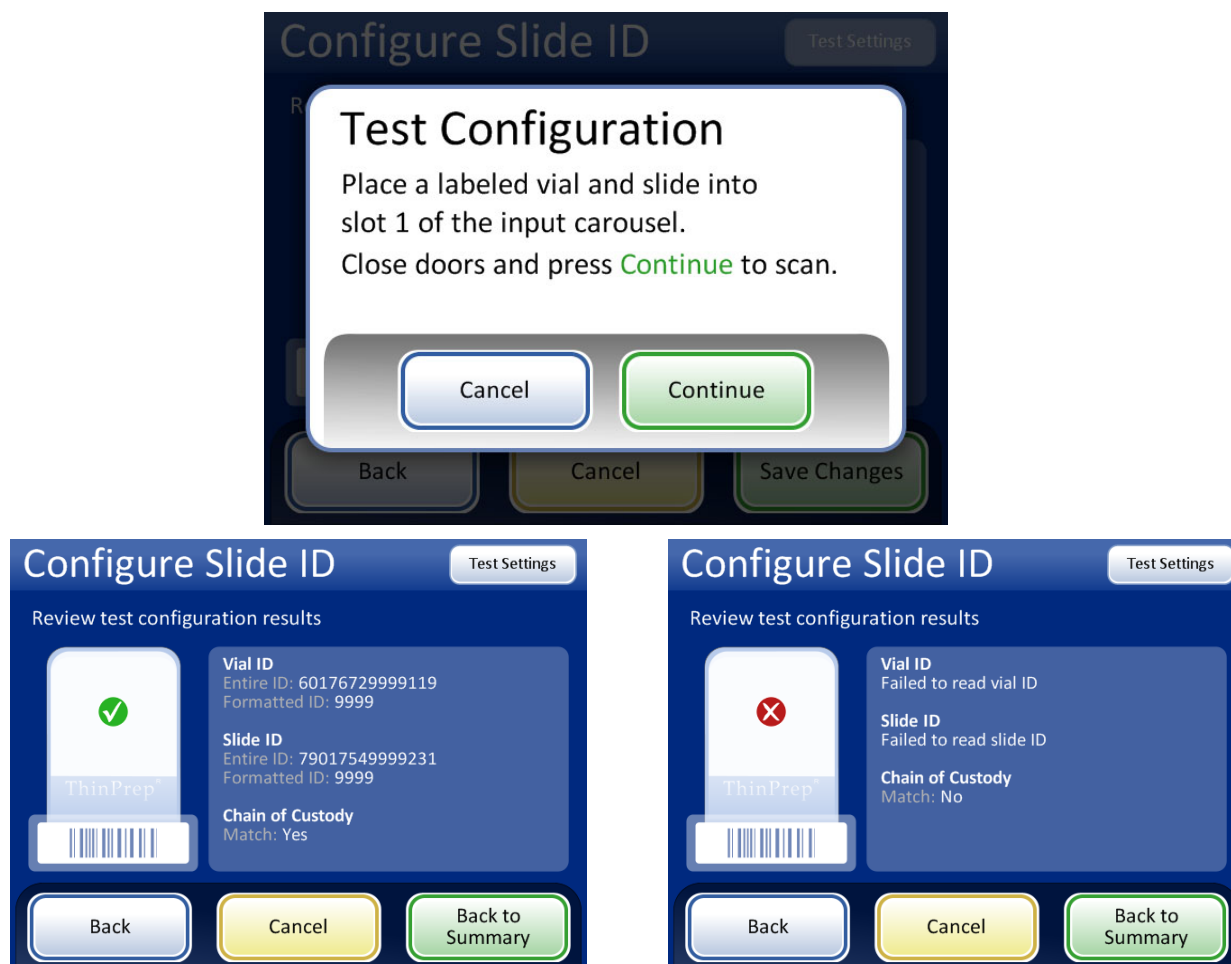 Configure Slide ID
Test Settings
R
Test Configuration
Place a labeled vial and slide into
slot 1 of the input carousel.
Close doors and press Continue to scan.
Cancel
Continue
Back
Cancel
Save Changes
Configure Slide ID
Test Settings
Review test configuration results
ThinPrep®
Vial ID
Entire ID: 60176729999119
Formatted ID: 9999
Slide ID
Entire ID: 79017549999231
Formatted ID: 9999
Chain of Custody
Match: Yes
Back
Cancel
Back to
Summary
Configure Slide ID
Test Settings
Review test configuration results
ThinPrep®
Vial ID
Failed to read vial ID
Slide ID
Failed to read slide ID
Chain of Custody
Match: No
Back
Cancel
Back to
Summary